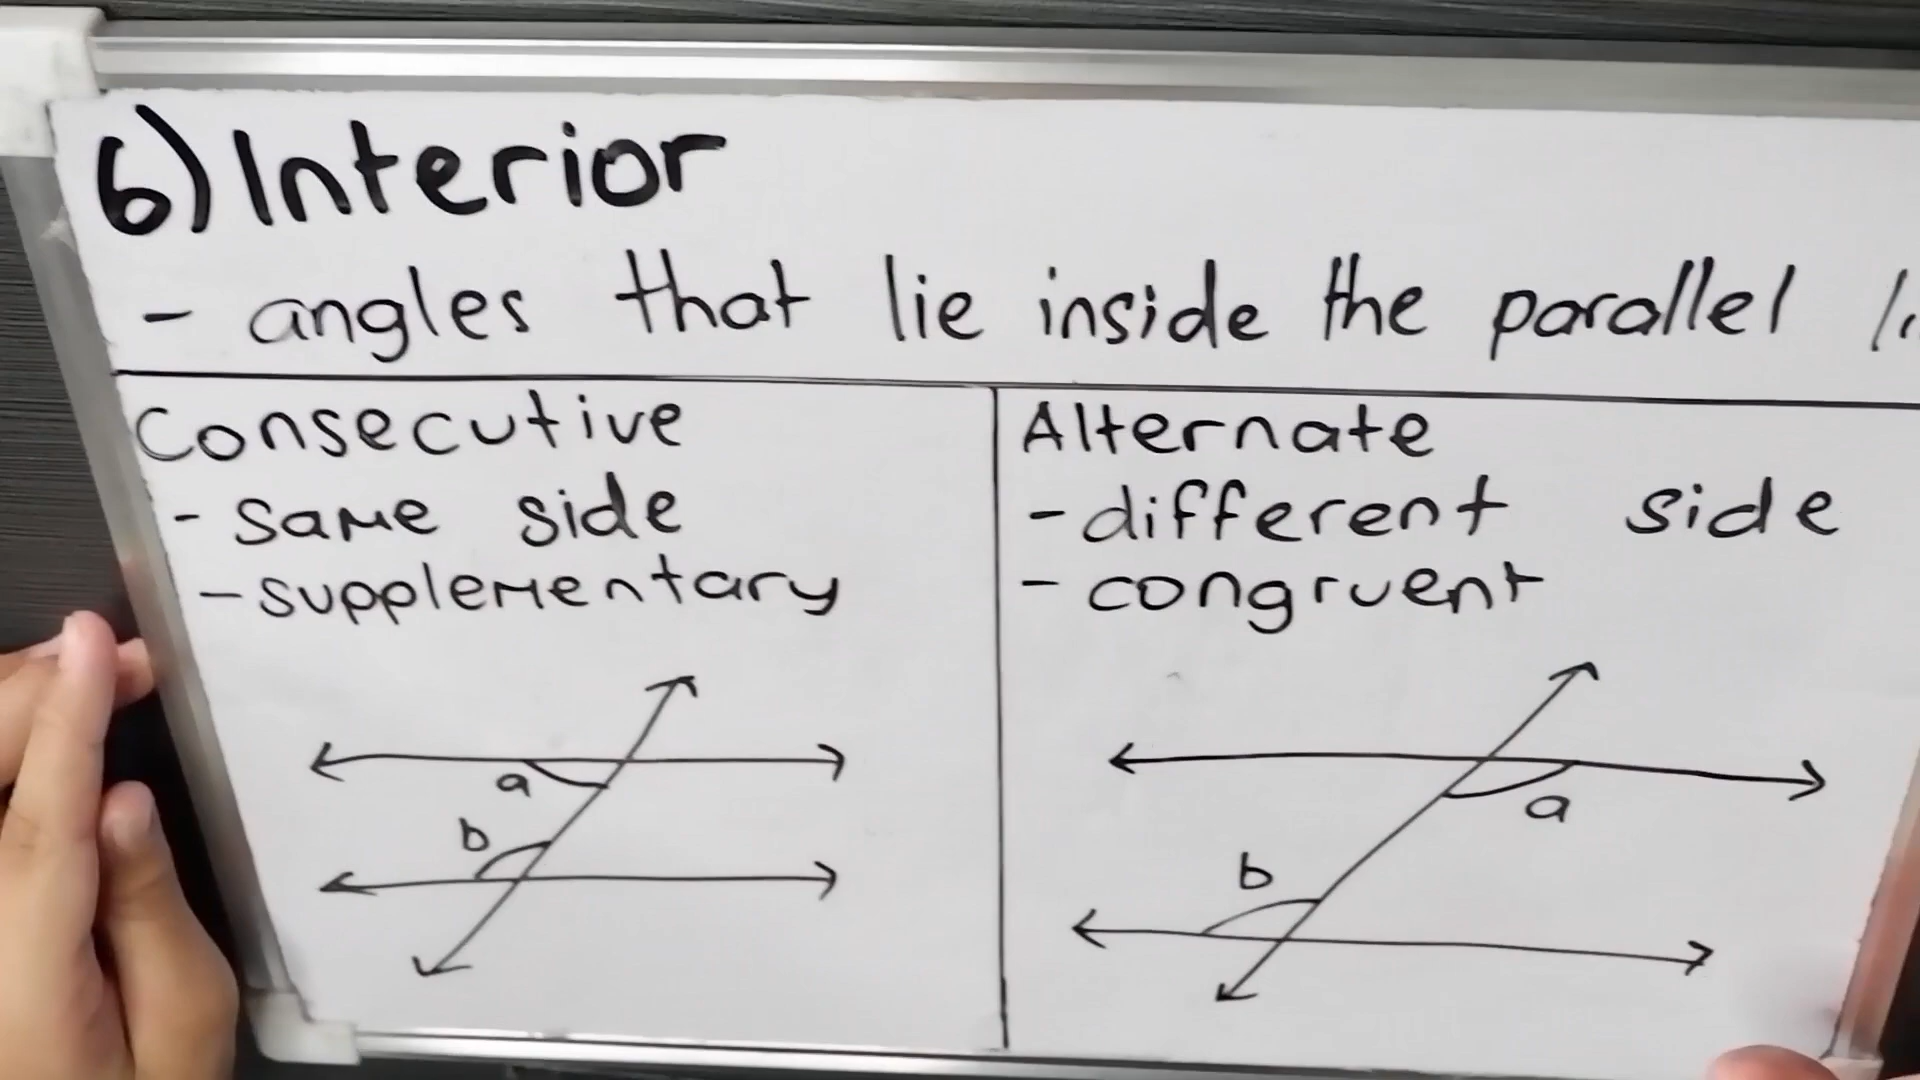 6) Interior
- angles that lie inside the parallel
Consecutive
- same side
- supplementary
a
b
Alternate
- different side
- congruent
a
b